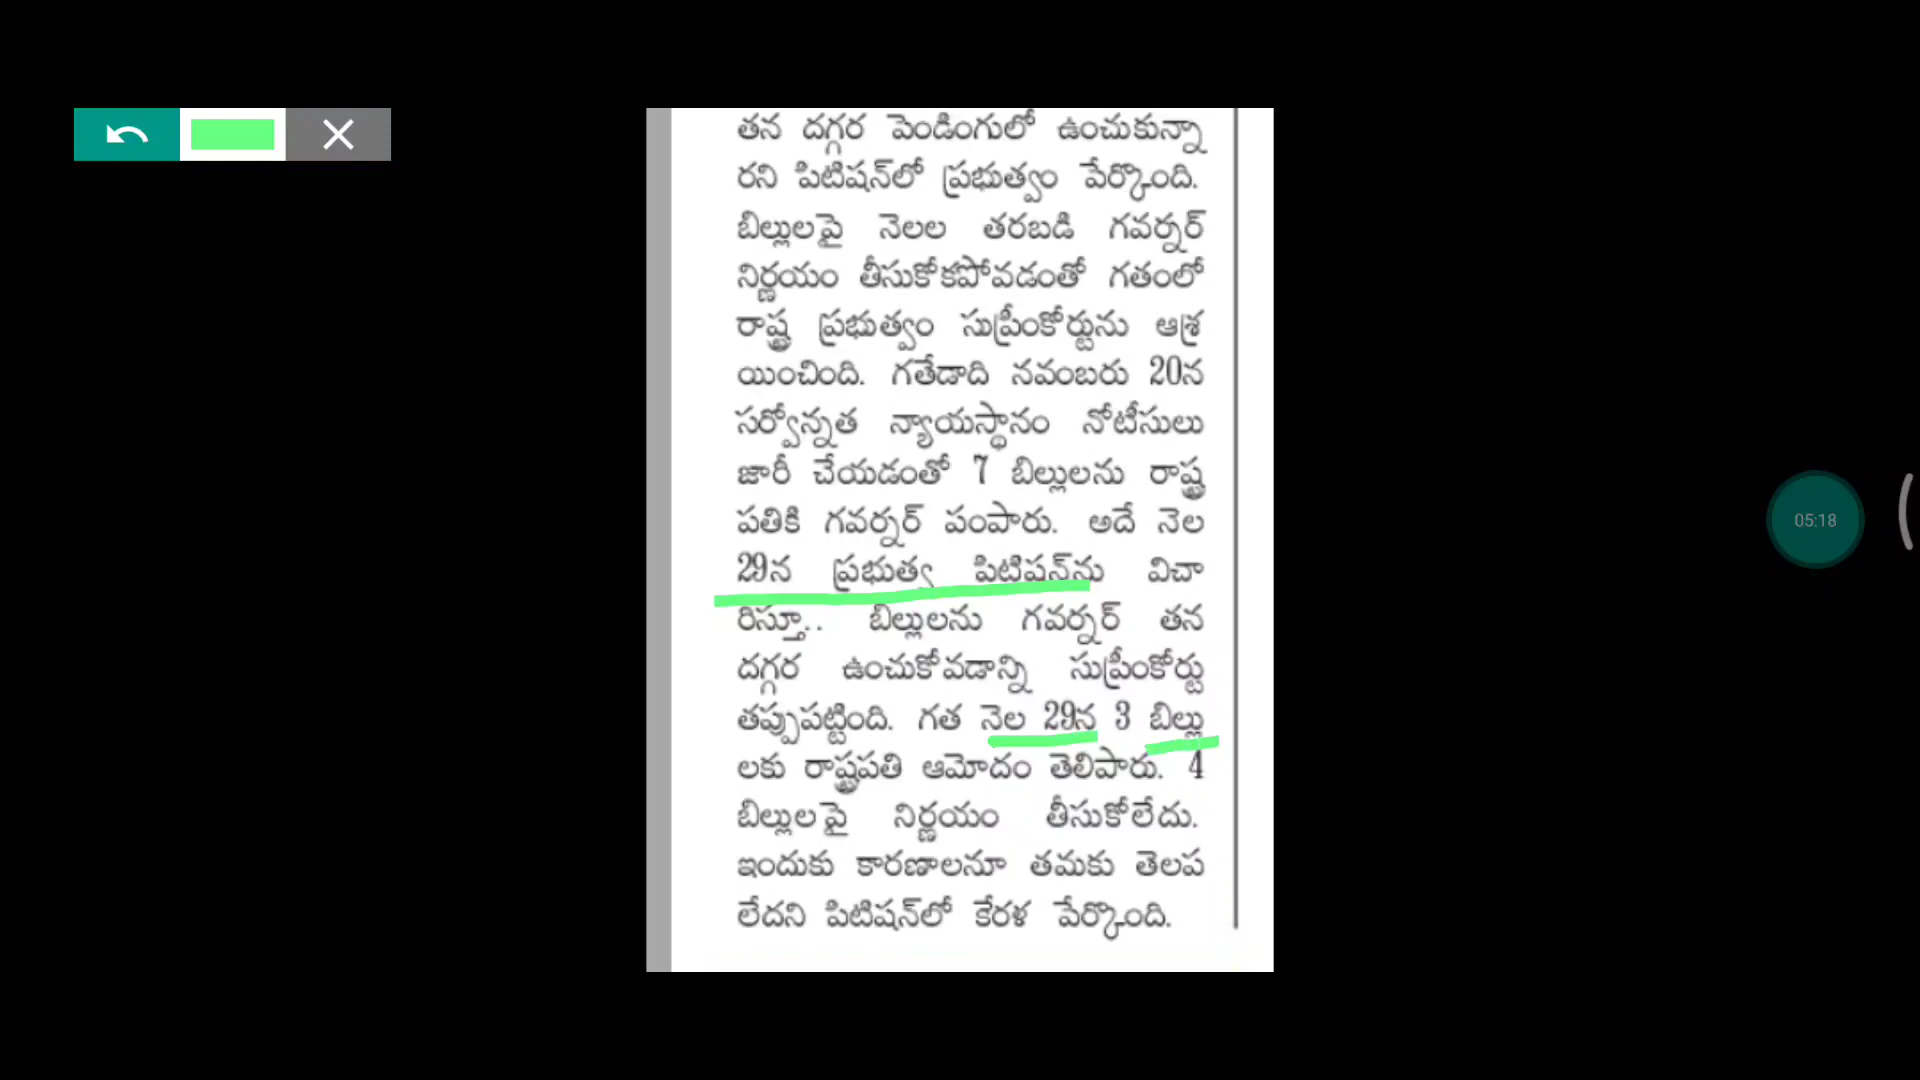 తన దగ్గర పెండింగులో ఉంచుకున్నా
రని పిటిషన్‌లో ప్రభుత్వం పేర్కొంది.
బిల్లులపై నెలల తరబడి గవర్నర్
నిర్ణయం తీసుకోకపోవడంతో గతంలో
రాష్ట్ర ప్రభుత్వం సుప్రీంకోర్టును ఆశ్ర
యించింది. గతేడాది నవంబరు 20న
సర్వోన్నత న్యాయస్థానం నోటీసులు
జారీ చేయడంతో 7 బిల్లులను రాష్ట్ర
పతికి గవర్నర్ పంపారు. అదే నెల
29న ప్రభుత్వ పిటిషన్‌ను విచా
రిస్తూ.. బిల్లులను గవర్నర్ తన
దగ్గర ఉంచుకోవడాన్ని సుప్రీంకోర్టు
తప్పుపట్టింది. గత నెల 29న 3 బిల్లు
లకు రాష్ట్రపతి ఆమోదం తెలిపారు. 4
బిల్లులపై నిర్ణయం తీసుకోలేదు.
ఇందుకు కారణాలనూ తమకు తెలప
లేదని పిటిషన్‌లో కేరళ పేర్కొంది.
05:18